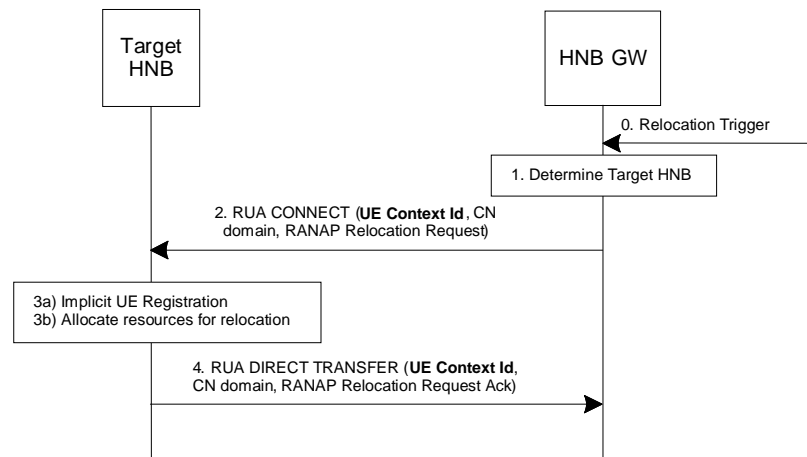 Target
HNB
HNB GW
0. Relocation Trigger
1. Determine Target HNB
2. RUA CONNECT (UE Context Id, CN
domain, RANAP Relocation Request)
3a) Implicit UE Registration
3b) Allocate resources for relocation
4. RUA DIRECT TRANSFER (UE Context Id,
CN domain, RANAP Relocation Request Ack)